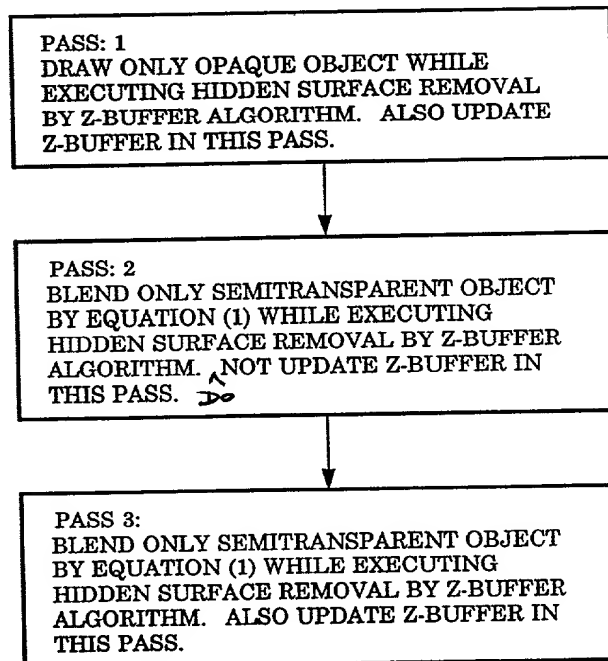 PASS: 1
DRAW ONLY OPAQUE OBJECT WHILE
EXECUTING HIDDEN SURFACE REMOVAL
BY Z-BUFFER ALGORITHM. ALSO UPDATE
Z-BUFFER IN THIS PASS.
PASS: 2
BLEND ONLY SEMITRANSPARENT OBJECT
BY EQUATION (1) WHILE EXECUTING
HIDDEN SURFACE REMOVAL BY Z-BUFFER
ALGORITHM. ^ NOT UPDATE Z-BUFFER IN
THIS PASS. Do
PASS 3:
BLEND ONLY SEMITRANSPARENT OBJECT
BY EQUATION (1) WHILE EXECUTING
HIDDEN SURFACE REMOVAL BY Z-BUFFER
ALGORITHM. ALSO UPDATE Z-BUFFER IN
THIS PASS.